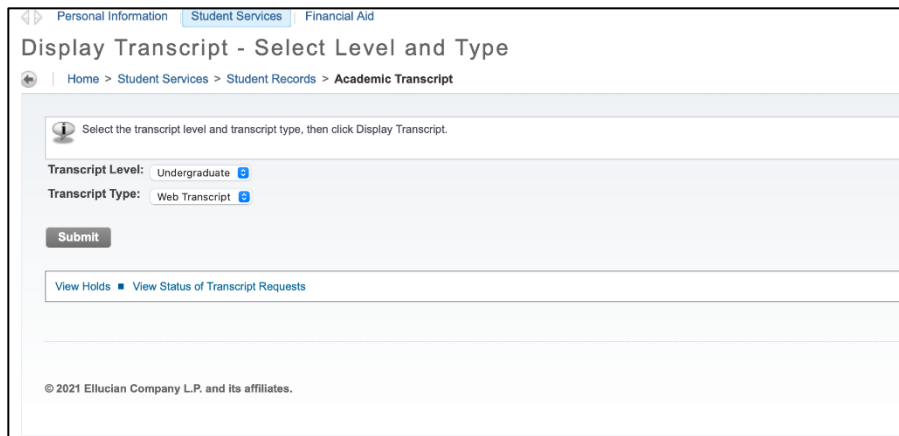 Personal Information Student Services Financial Aid
Display Transcript - Select Level and Type
Home > Student Services > Student Records > Academic Transcript
Select the transcript level and transcript type, then click Display Transcript.
Transcript Level: Undergraduate
Transcript Type: Web Transcript
Submit
View Holds ■ View Status of Transcript Requests
© 2021 Ellucian Company L.P. and its affiliates.